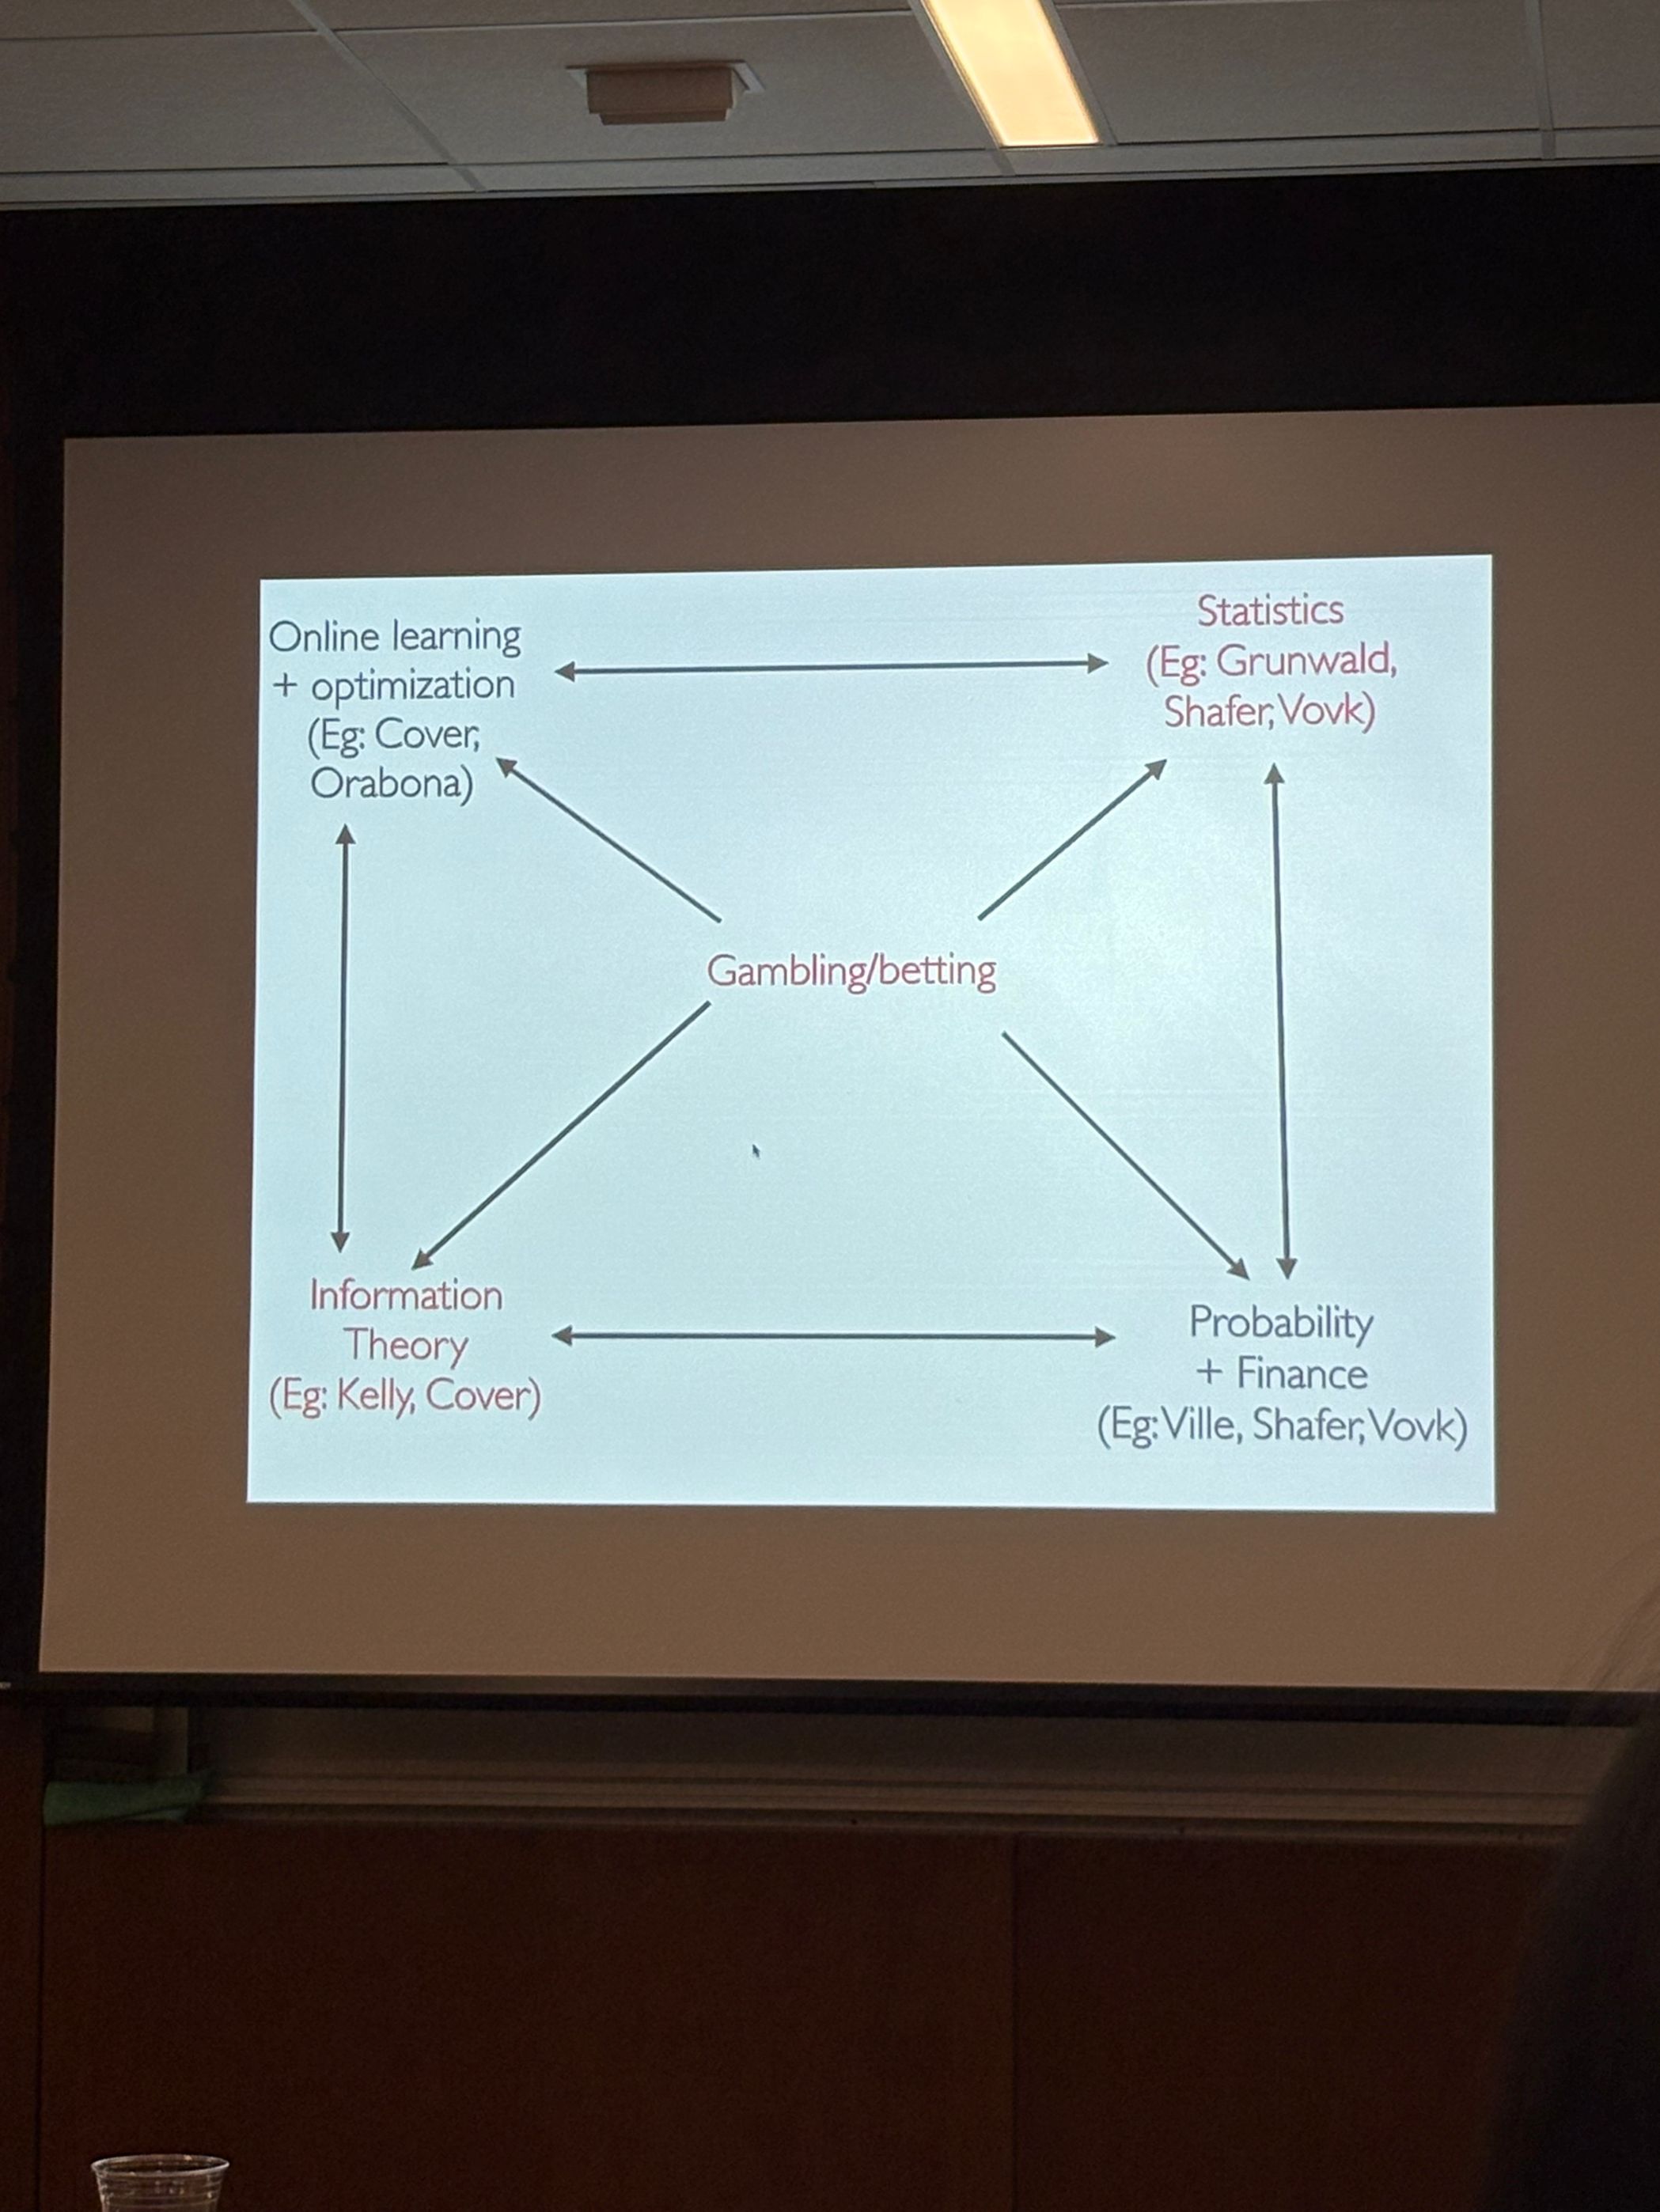 Online learning
+ optimization
(Eg: Cover,
Orabona)
Statistics
(Eg: Grunwald,
Shafer, Vovk)
Gambling/betting
Information
Theory
(Eg: Kelly, Cover)
Probability
+ Finance
(Eg: Ville, Shafer, Vovk)